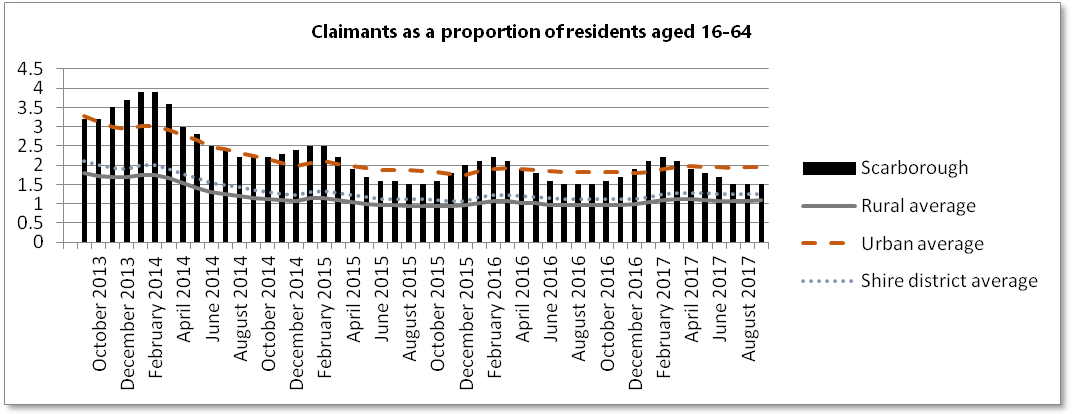 Claimants as a proportion of residents aged 16-64
4.5
4
3.5
3
2.5
2
1.5
1
0.5
0
October 2013
December 2013
February 2014
April 2014
June 2014
August 2014
October 2014
December 2014
February 2015
April 2015
June 2015
August 2015
October 2015
December 2015
February 2016
April 2016
June 2016
August 2016
October 2016
December 2016
February 2017
April 2017
June 2017
August 2017
Scarborough
Rural average
Urban average
Shire district average